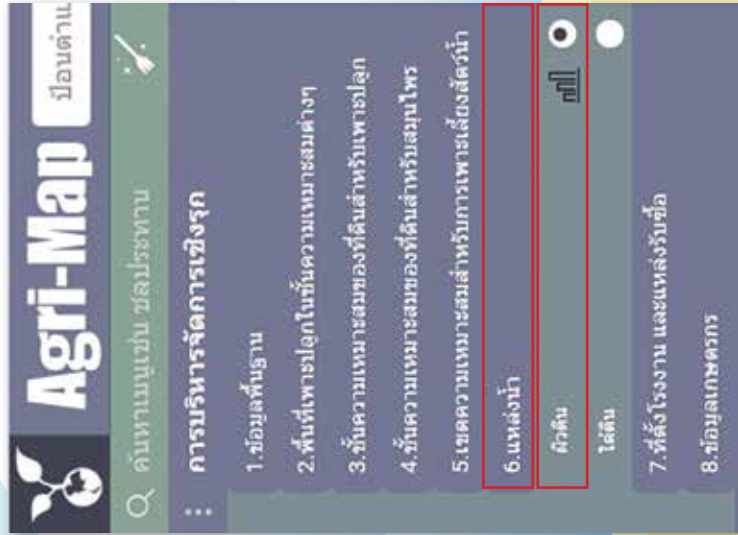 Agri-Map
ป้อนตำแ
ค้นหาเมนูเช่น ชลประทาน
การบริหารจัดการเชิงรุก
1.ข้อมูลพื้นฐาน
2.พื้นที่เพาะปลูกในชั้นความเหมาะสมต่างๆ
3.ชั้นความเหมาะสมของที่ดินสำหรับเพาะปลูก
4.ชั้นความเหมาะสมของที่ดินสำหรับสมุนไพร
5.เขตความเหมาะสมสำหรับการเพาะเลี้ยงสัตว์น้ำ
6.แหล่งน้ำ
ผิวดิน
ใต้ดิน
7.ที่ตั้งโรงงาน และแหล่งรับซื้อ
8.ข้อมูลเกษตรกร